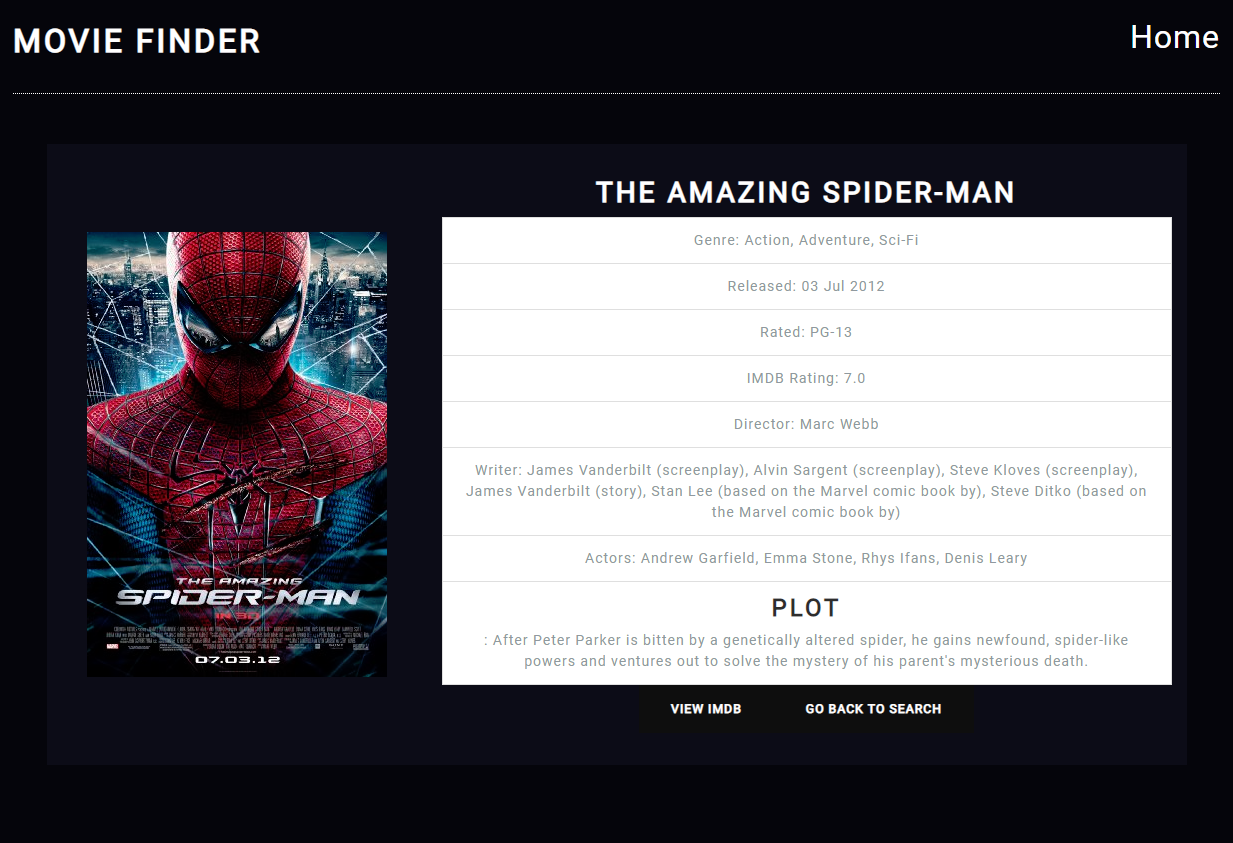 MOVIE FINDER
Home
THE AMAZING SPIDER-MAN
Genre: Action, Adventure, Sci-Fi
Released: 03 Jul 2012
Rated: PG-13
IMDB Rating: 7.0
Director: Marc Webb
Writer: James Vanderbilt (screenplay), Alvin Sargent (screenplay), Steve Kloves (screenplay),
James Vanderbilt (story), Stan Lee (based on the Marvel comic book by), Steve Ditko (based on
the Marvel comic book by)
Actors: Andrew Garfield, Emma Stone, Rhys Ifans, Denis Leary
PLOT
: After Peter Parker is bitten by a genetically altered spider, he gains newfound, spider-like
powers and ventures out to solve the mystery of his parent's mysterious death.
VIEW IMDB
GO BACK TO SEARCH
THE AMAZING
SPIDER-MAN
IN 3D
MARVEL
SONY
07.03.12